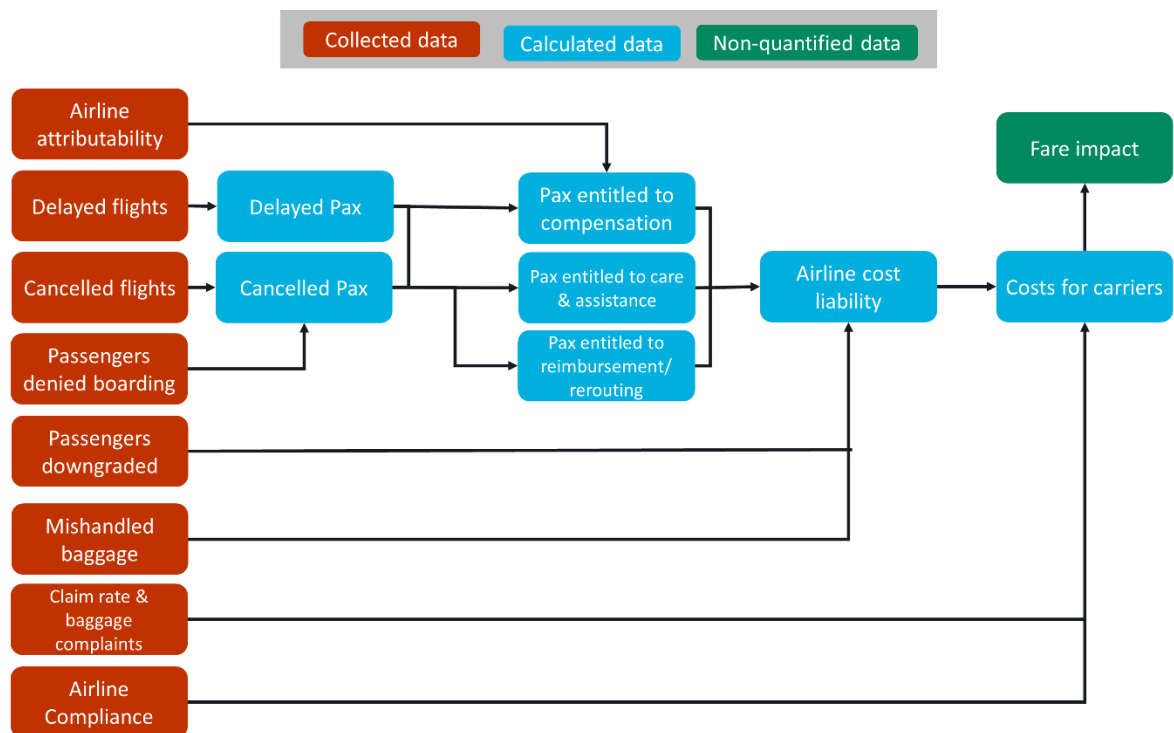 Collected data
Calculated data
Non-quantified data
Airline
attributability
Fare impact
Delayed flights
Delayed Pax
Pax entitled to
compensation
Cancelled flights
Cancelled Pax
Pax entitled to care
& assistance
Airline cost
liability
Costs for carriers
Passengers
denied boarding
Pax entitled to
reimbursement/
rerouting
Passengers
downgraded
Mishandled
baggage
Claim rate &
baggage
complaints
Airline
Compliance